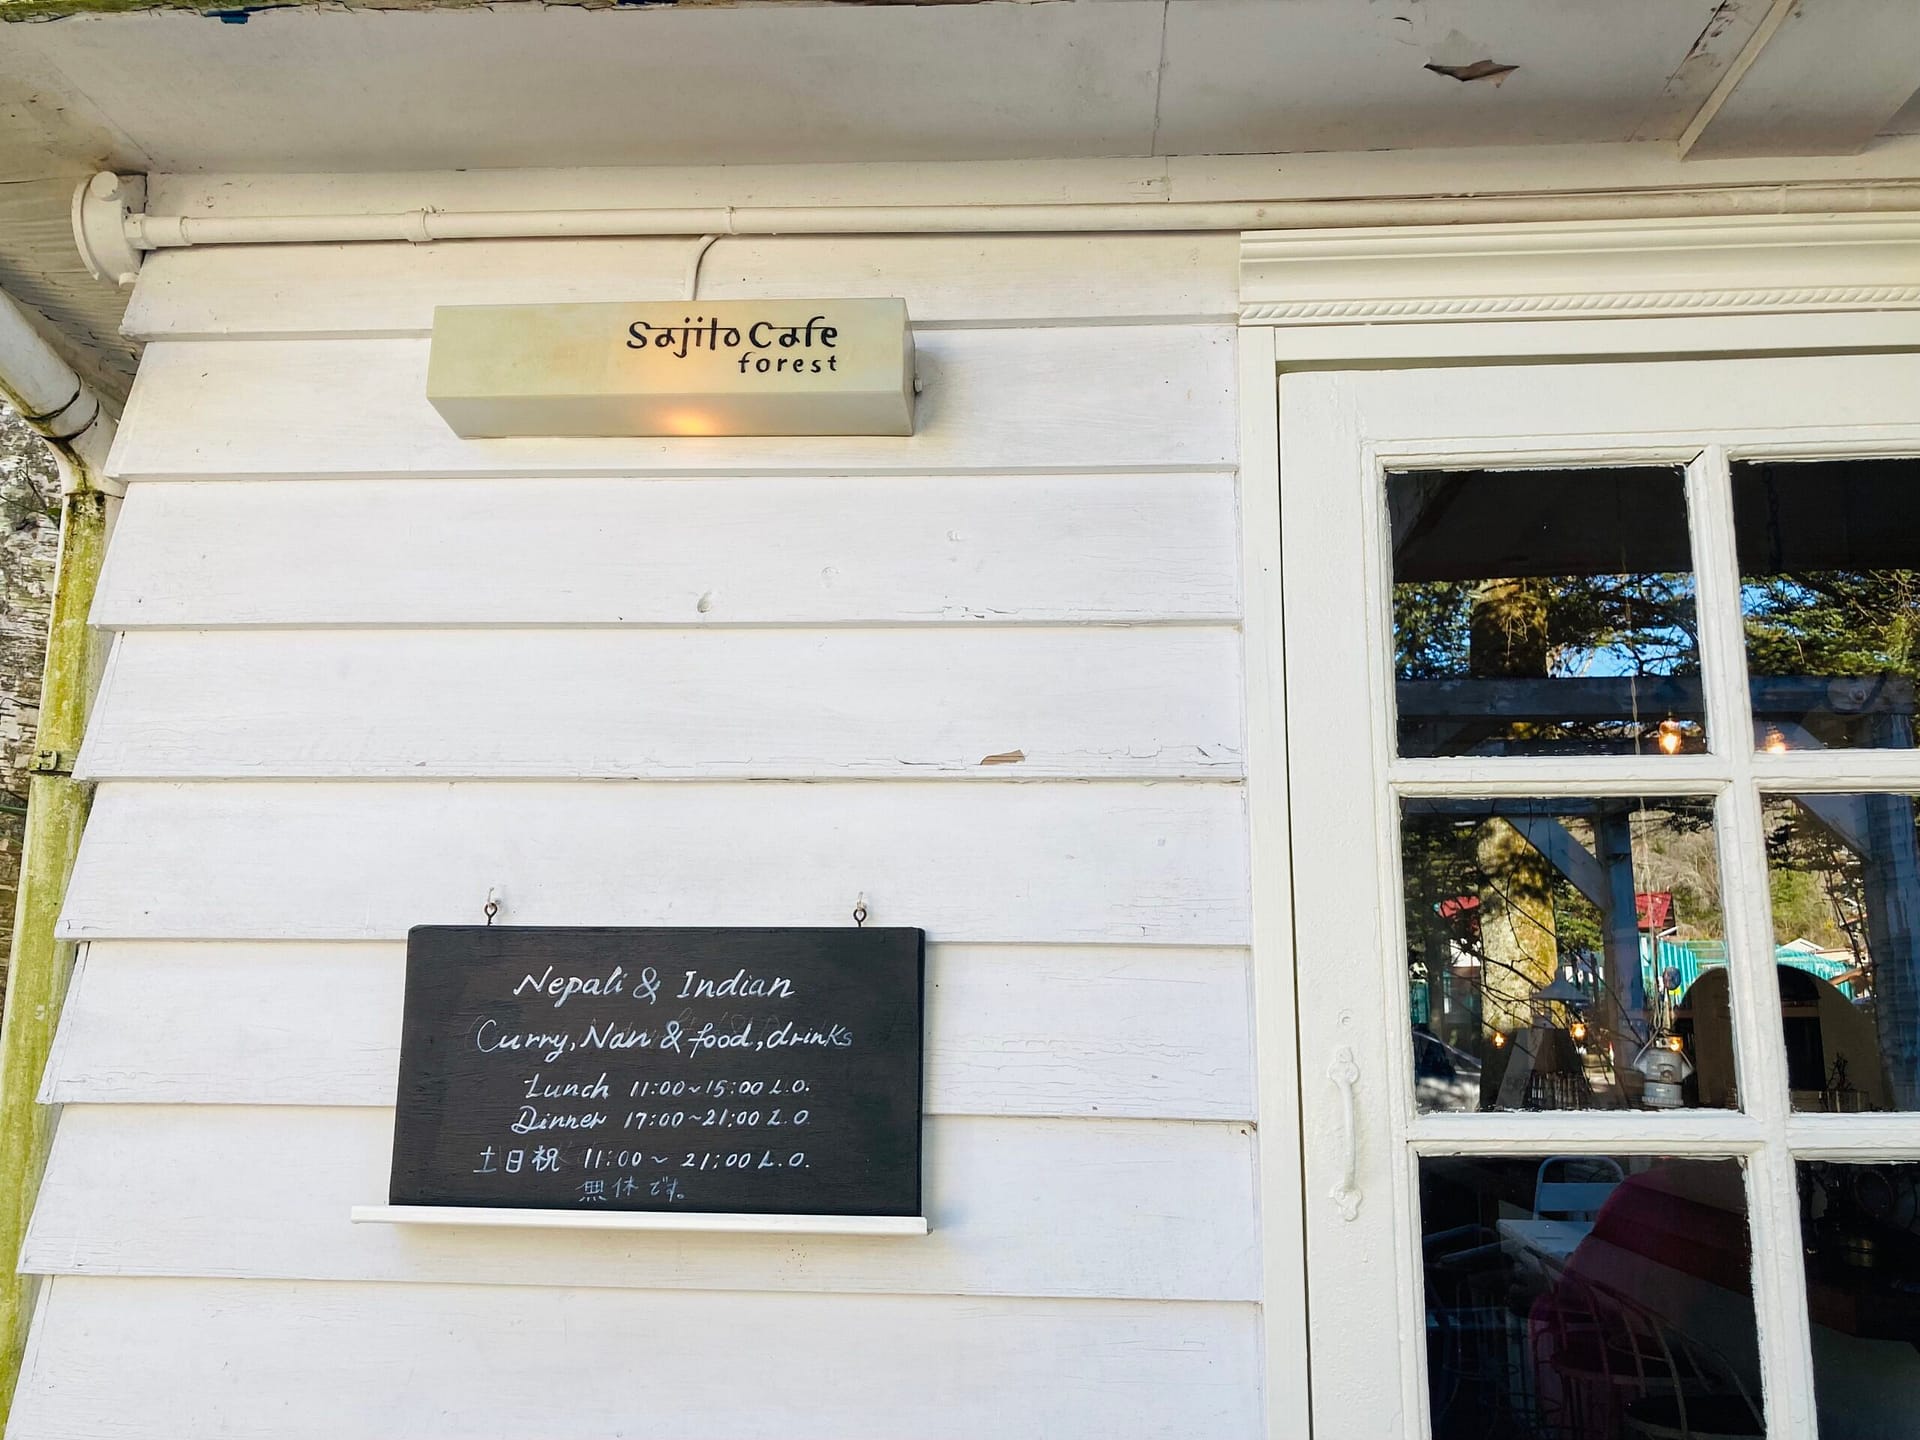 Sajilo Cafe
forest
Nepali & Indian
Curry, Nan & food, drinks
Lunch 11:00~15:00 L.O.
Dinner 17:00~21:00 L.O.
土日祝 11:00~21:00 L.O.
無休です。